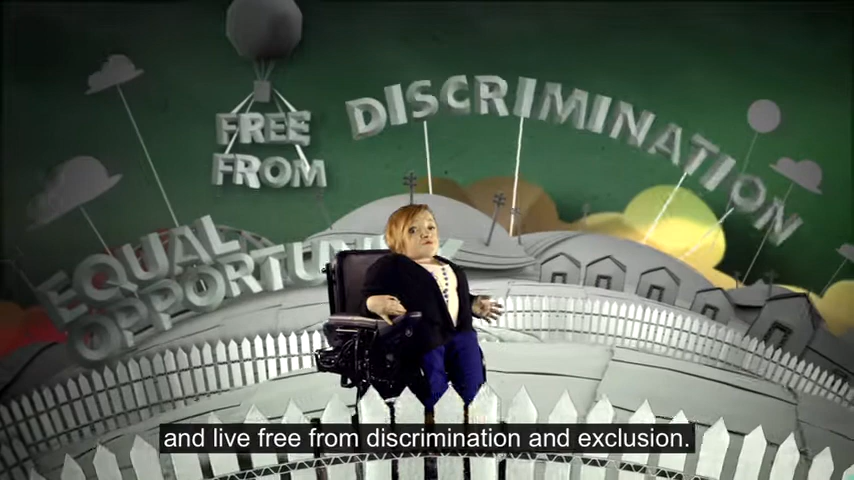 FREE
FROM
DISCRIMINATION
EQUAL
OPPORTUNITY
and live free from discrimination and exclusion.